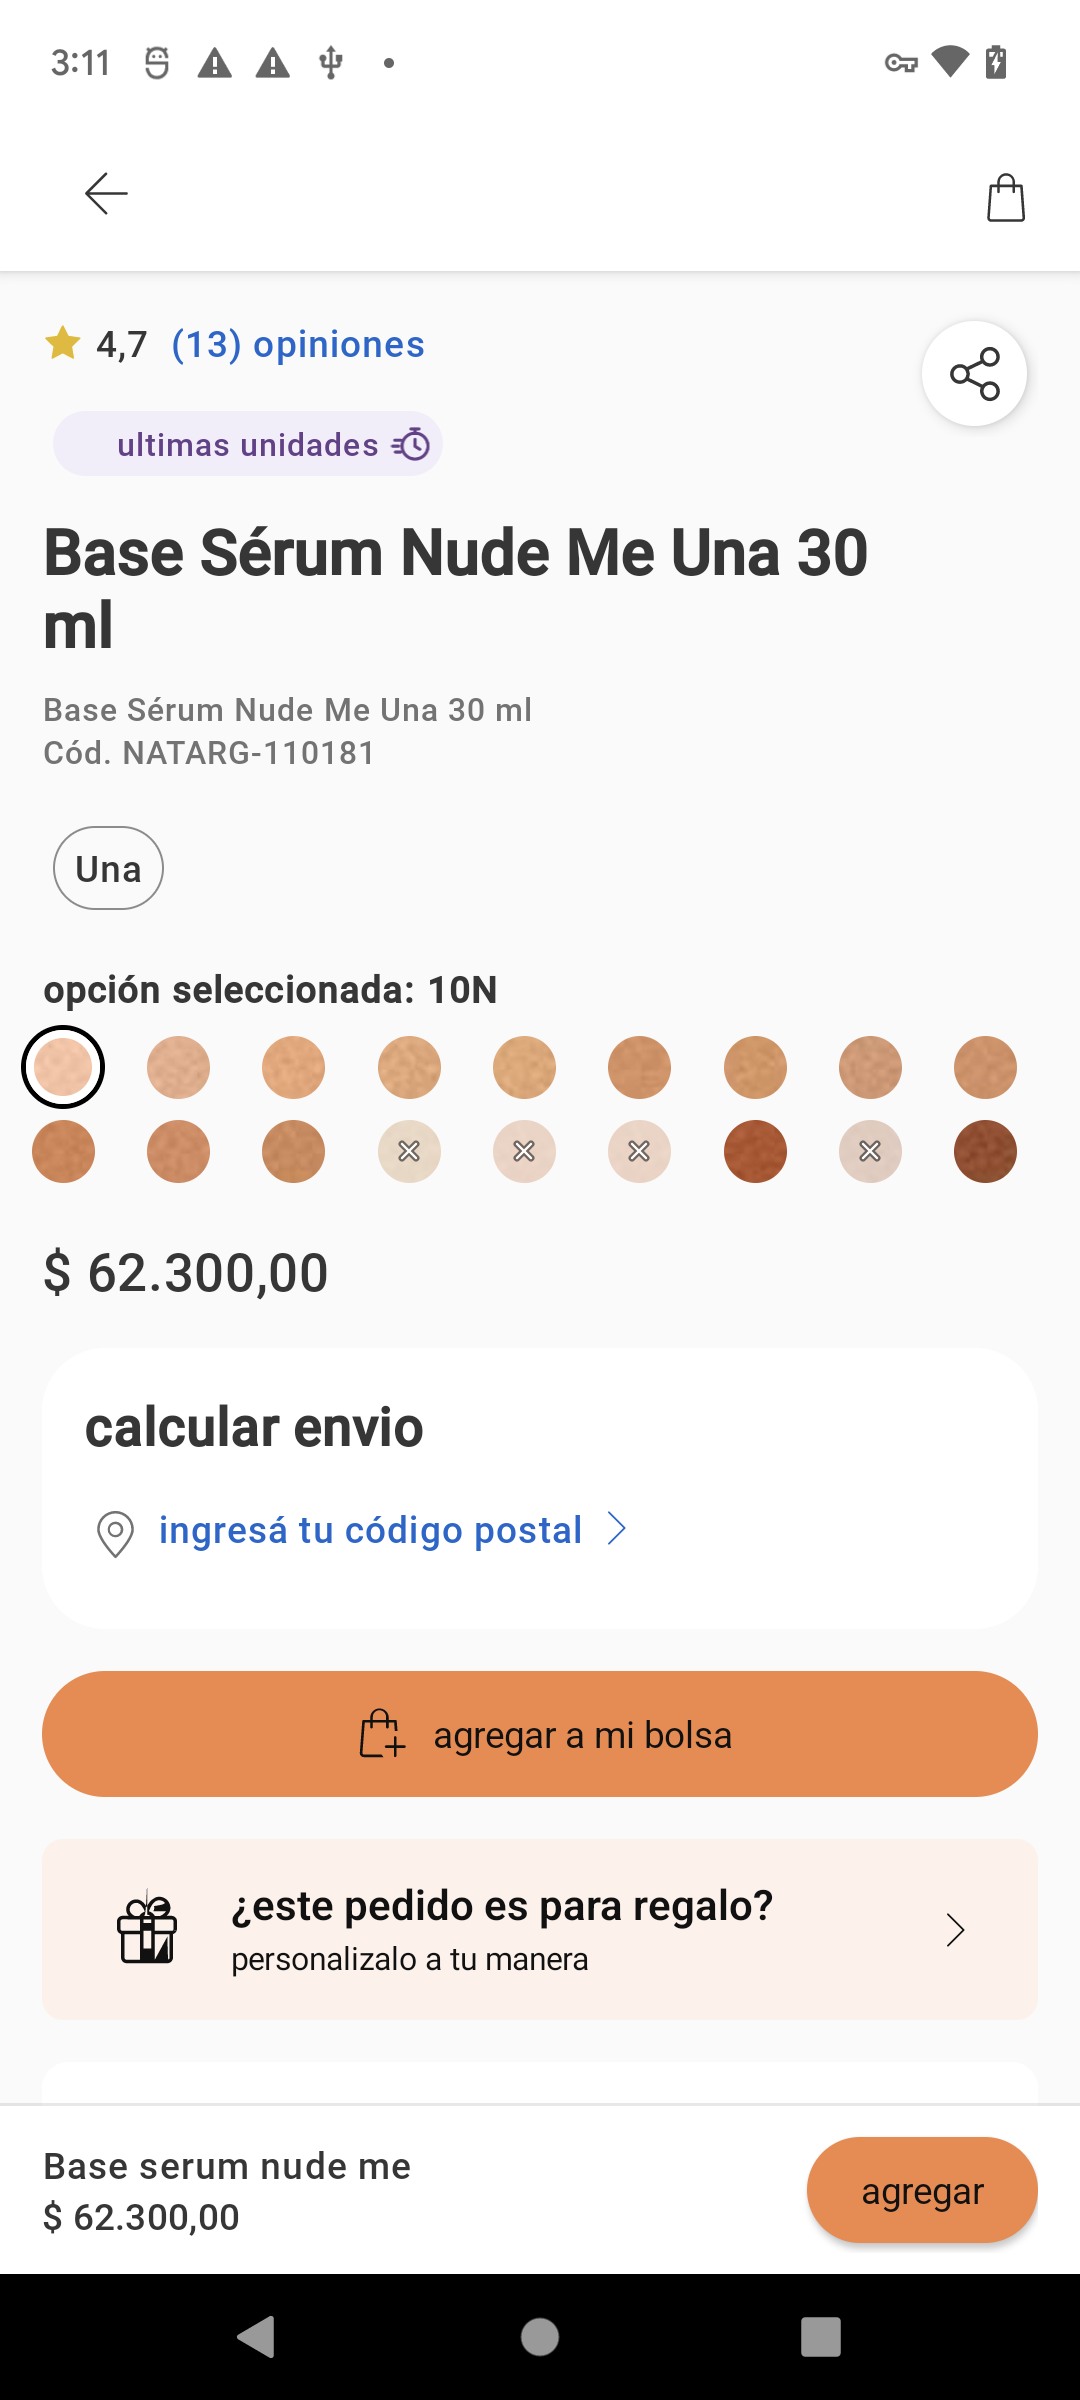 3:11
4,7 (13) opiniones
ultimas unidades
Base Sérum Nude Me Una 30
ml
Base Sérum Nude Me Una 30 ml
Cód. NATARG-110181
Una
opción seleccionada: 10N
$ 62.300,00
calcular envio
ingresá tu código postal
agregar a mi bolsa
¿este pedido es para regalo?
personalizalo a tu manera
Base serum nude me
$ 62.300,00
agregar